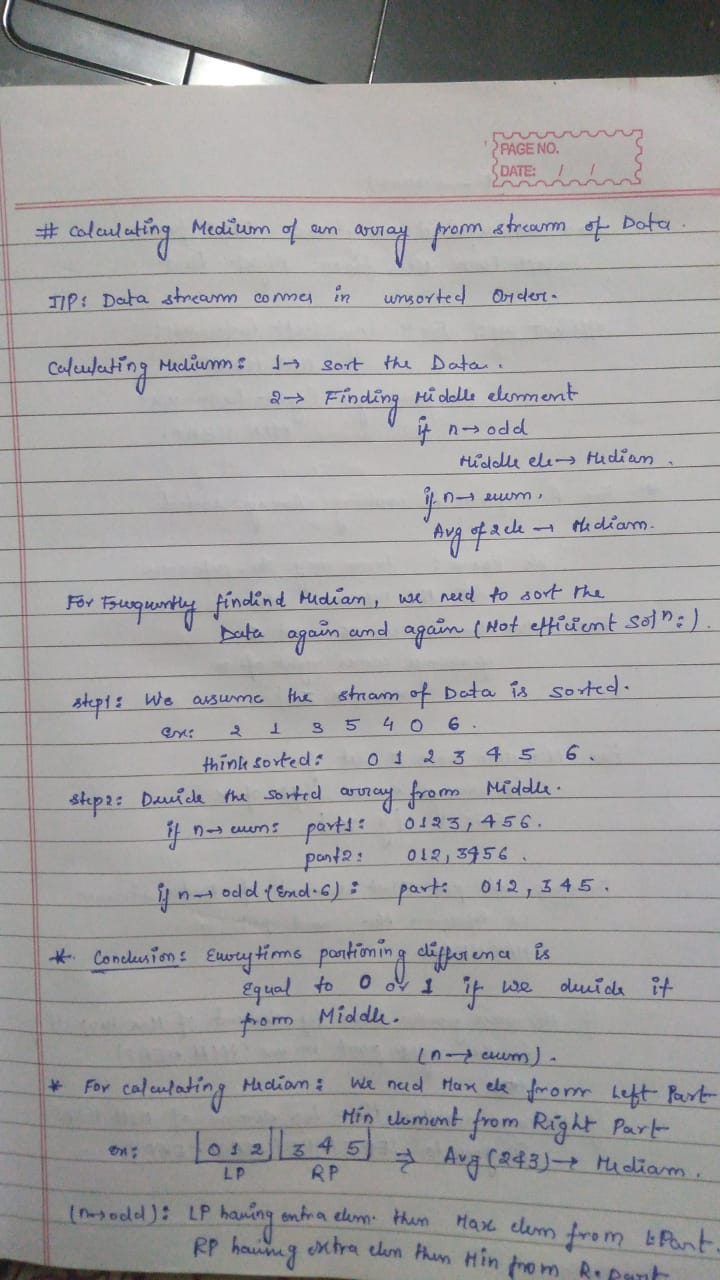 PAGE NO.
DATE: / /
# Calculating Medium of an array from stream of Data.
I/P: Data stream comes in unsorted Order.
Calculating Medium: 1→ sort the Data.
2→ Finding Middle element
if n→ odd
Middle ele→ Median.
if n→ even,
Avg of 2 ele → Median.
For Frequently findind Median, we need to sort the
Data again and again (Not efficient Solⁿ:).
step1: We assume the stream of Data is sorted.
ex: 2 1 3 5 4 0 6.
think sorted: 0 1 2 3 4 5 6.
step2: Devide the sorted array from Middle.
if n→ even: part1: 0123, 456.
part2: 012, 3456.
if n→ odd (End-6): part: 012, 345.
* Conclusion: Everytime partioning difference is
Equal to 0 or 1 if we devide it
from Middle.
(n→ even).
* For calculating Median: We need Max ele from Left Part
Min element from Right Part
ex: |0 1 2| |3 4 5| ⇒ Avg(2&3)→ Median.
LP RP
(n→odd): LP having extra elem. then Max elem from L Part.
RP having extra elem then Min from R. part